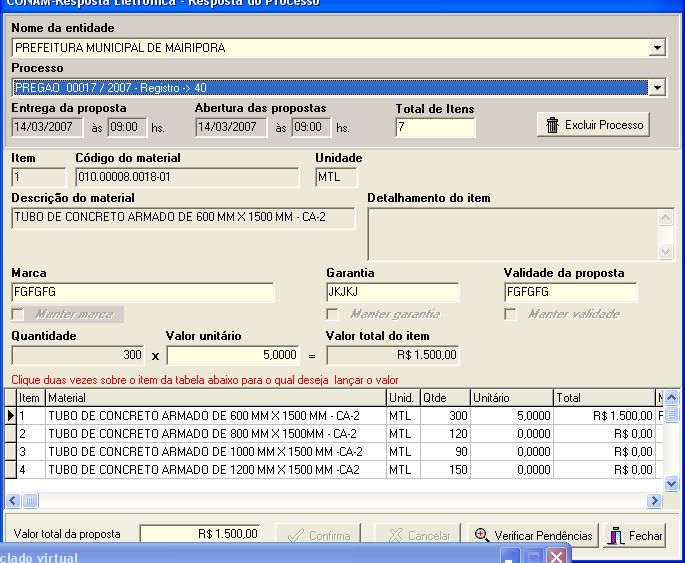 CONAM-Resposta Eletrônica - Resposta do Processo
Nome da entidade
PREFEITURA MUNICIPAL DE MAIRIPORA
Processo
PREGAO 00017 / 2007 - Registro -> 40
Entrega da proposta Abertura das propostas Total de Itens
14/03/2007 às 09:00 hs. 14/03/2007 às 09:00 hs. 7 Excluir Processo
Item Código do material Unidade
1 010.00008.0018-01 MTL
Descrição do material Detalhamento do item
TUBO DE CONCRETO ARMADO DE 600 MM X 1500 MM - CA-2
Marca Garantia Validade da proposta
FGFGFG JKJKJ FGFGFG
Manter marca Manter garantia Manter validade
Quantidade Valor unitário Valor total do item
300 x 5,0000 = R$ 1.500,00
Clique duas vezes sobre o item da tabela abaixo para o qual deseja lançar o valor
Item Material Unid. Qtde Unitário Total
1 TUBO DE CONCRETO ARMADO DE 600 MM X 1500 MM - CA-2 MTL 300 5,0000 R$ 1.500,00
2 TUBO DE CONCRETO ARMADO DE 800 MM X 1500MM - CA-2 MTL 120 0,0000 R$ 0,00
3 TUBO DE CONCRETO ARMADO DE 1000 MM X 1500 MM -CA2 MTL 90 0,0000 R$ 0,00
4 TUBO DE CONCRETO ARMADO DE 1200 MM X 1500 MM -CA2 MTL 150 0,0000 R$ 0,00
Valor total da proposta R$ 1.500,00 Confirma Cancelar Verificar Pendências Fechar
clado virtual